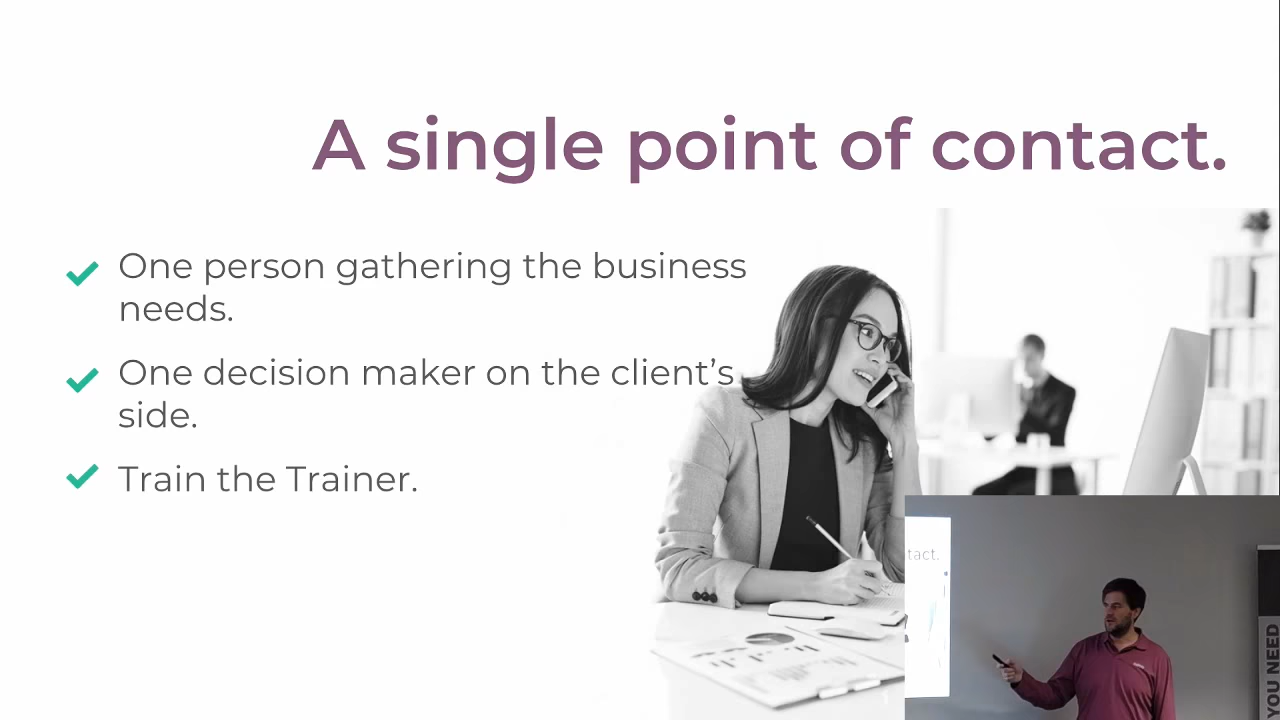 A single point of contact.
One person gathering the business
needs.
One decision maker on the client’s
side.
Train the Trainer.
tact.
YOU NEED